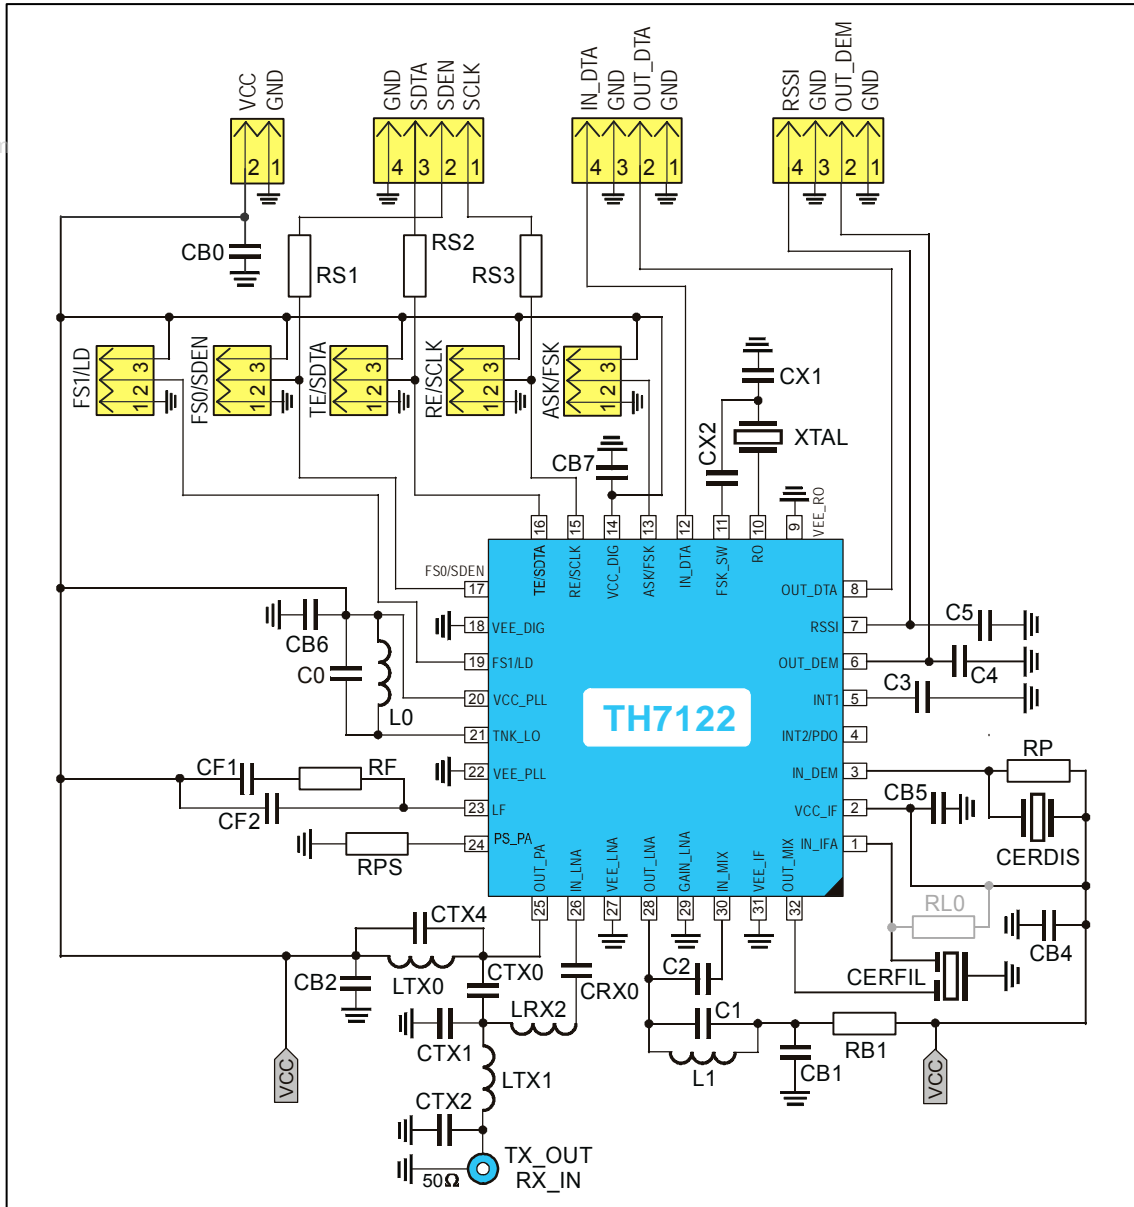 VCC
GND
GND
SDTA
SDEN
SCLK
IN_DTA
GND
OUT_DTA
GND
RSSI
GND
OUT_DEM
GND
2 1
4 3 2 1
4 3 2 1
4 3 2 1
CB0
RS1
RS2
RS3
FS1/LD
1 2 3
FS0/SDEN
1 2 3
TE/SDTA
1 2 3
RE/SCLK
1 2 3
ASK/FSK
1 2 3
CX1
CX2
XTAL
CB7
VEE_RO
16
15
14
13
12
11
10
9
TE/SDTA
RE/SCLK
VCC_DIG
ASK/FSK
IN_DTA
FSK_SW
RO
FS0/SDEN
17
18 VEE_DIG
19 FS1/LD
20 VCC_PLL
21 TNK_LO
22 VEE_PLL
23 LF
24 PS_PA
OUT_DTA 8
RSSI 7
OUT_DEM 6
INT1 5
INT2/PDO 4
IN_DEM 3
VCC_IF 2
IN_IFA 1
TH7122
CB6
C0
L0
CF1
RF
CF2
RPS
C5
C4
C3
RP
CB5
CERDIS
RL0
CB4
CERFIL
OUT_PA
IN_LNA
VEE_LNA
OUT_LNA
GAIN_LNA
IN_MIX
VEE_IF
OUT_MIX
25
26
27
28
29
30
31
32
CTX4
CB2
LTX0
CTX0
CRX0
LRX2
CTX1
LTX1
CTX2
C2
C1
L1
CB1
RB1
VCC
VCC
50Ω
TX_OUT
RX_IN